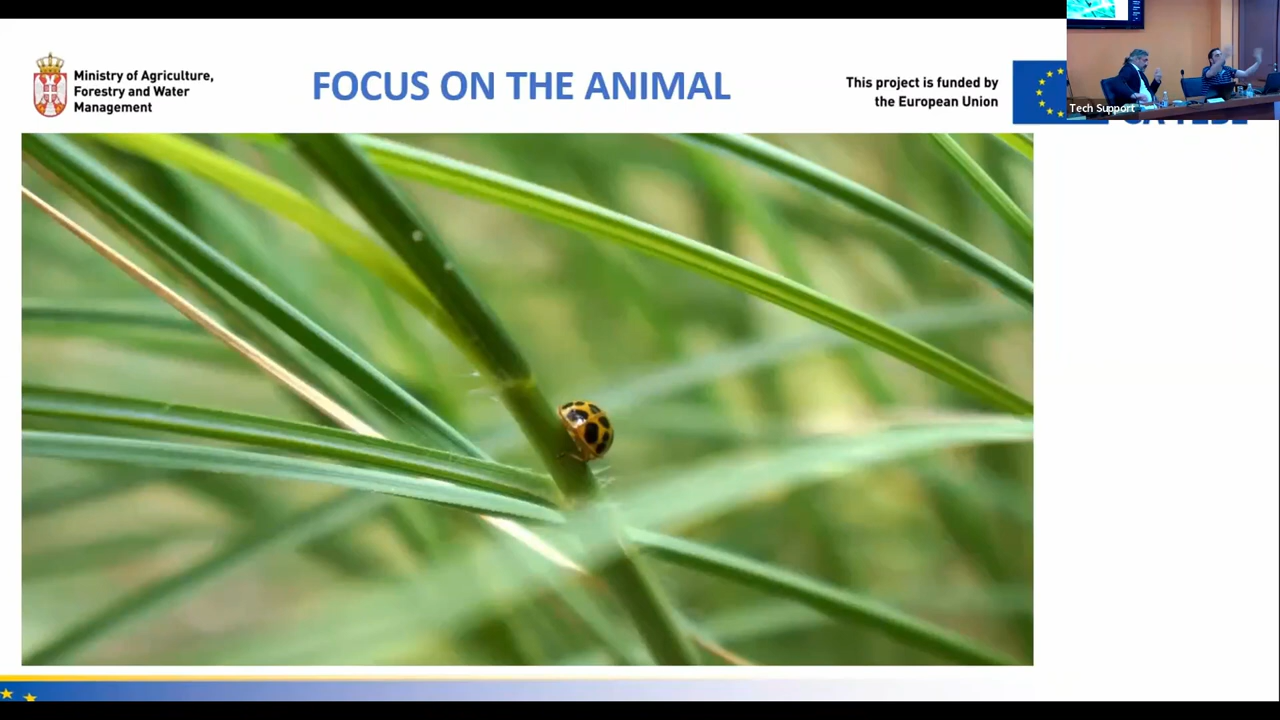 Ministry of Agriculture,
Forestry and Water
Management
FOCUS ON THE ANIMAL
This project is funded by
the European Union
Tech Support